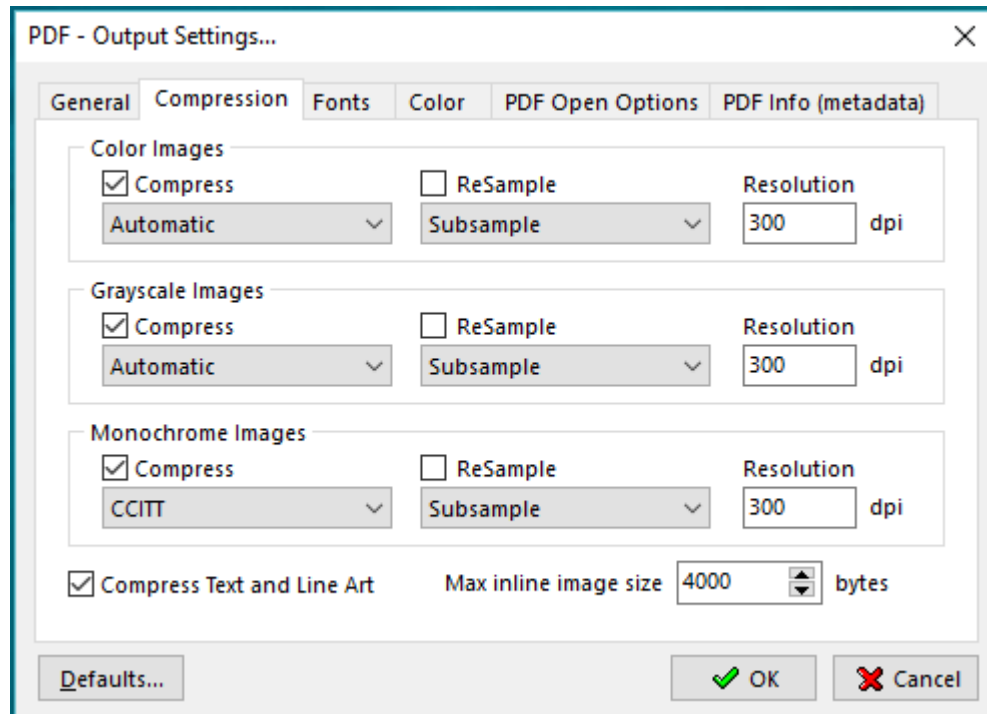 PDF - Output Settings...
General Compression Fonts Color PDF Open Options PDF Info (metadata)
Color Images
Compress ReSample Resolution
Automatic Subsample 300 dpi
Grayscale Images
Compress ReSample Resolution
Automatic Subsample 300 dpi
Monochrome Images
Compress ReSample Resolution
CCITT Subsample 300 dpi
Compress Text and Line Art Max inline image size 4000 bytes
Defaults... OK Cancel